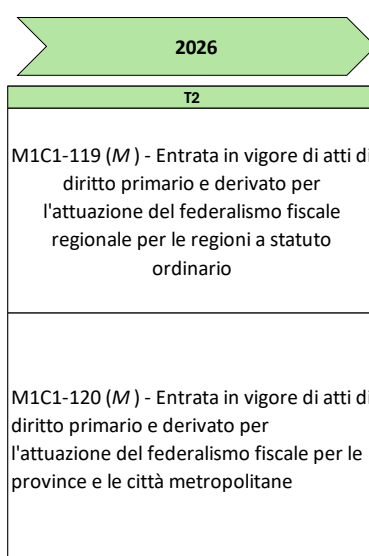 2026
T2
M1C1-119 (M ) - Entrata in vigore di atti di
diritto primario e derivato per
l'attuazione del federalismo fiscale
regionale per le regioni a statuto
ordinario
M1C1-120 (M ) - Entrata in vigore di atti di
diritto primario e derivato per
l'attuazione del federalismo fiscale per le
province e le città metropolitane